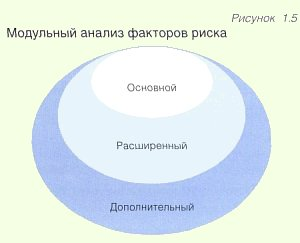 Рисунок 1.5
Модульный анализ факторов риска
Основной
Расширенный
Дополнительный